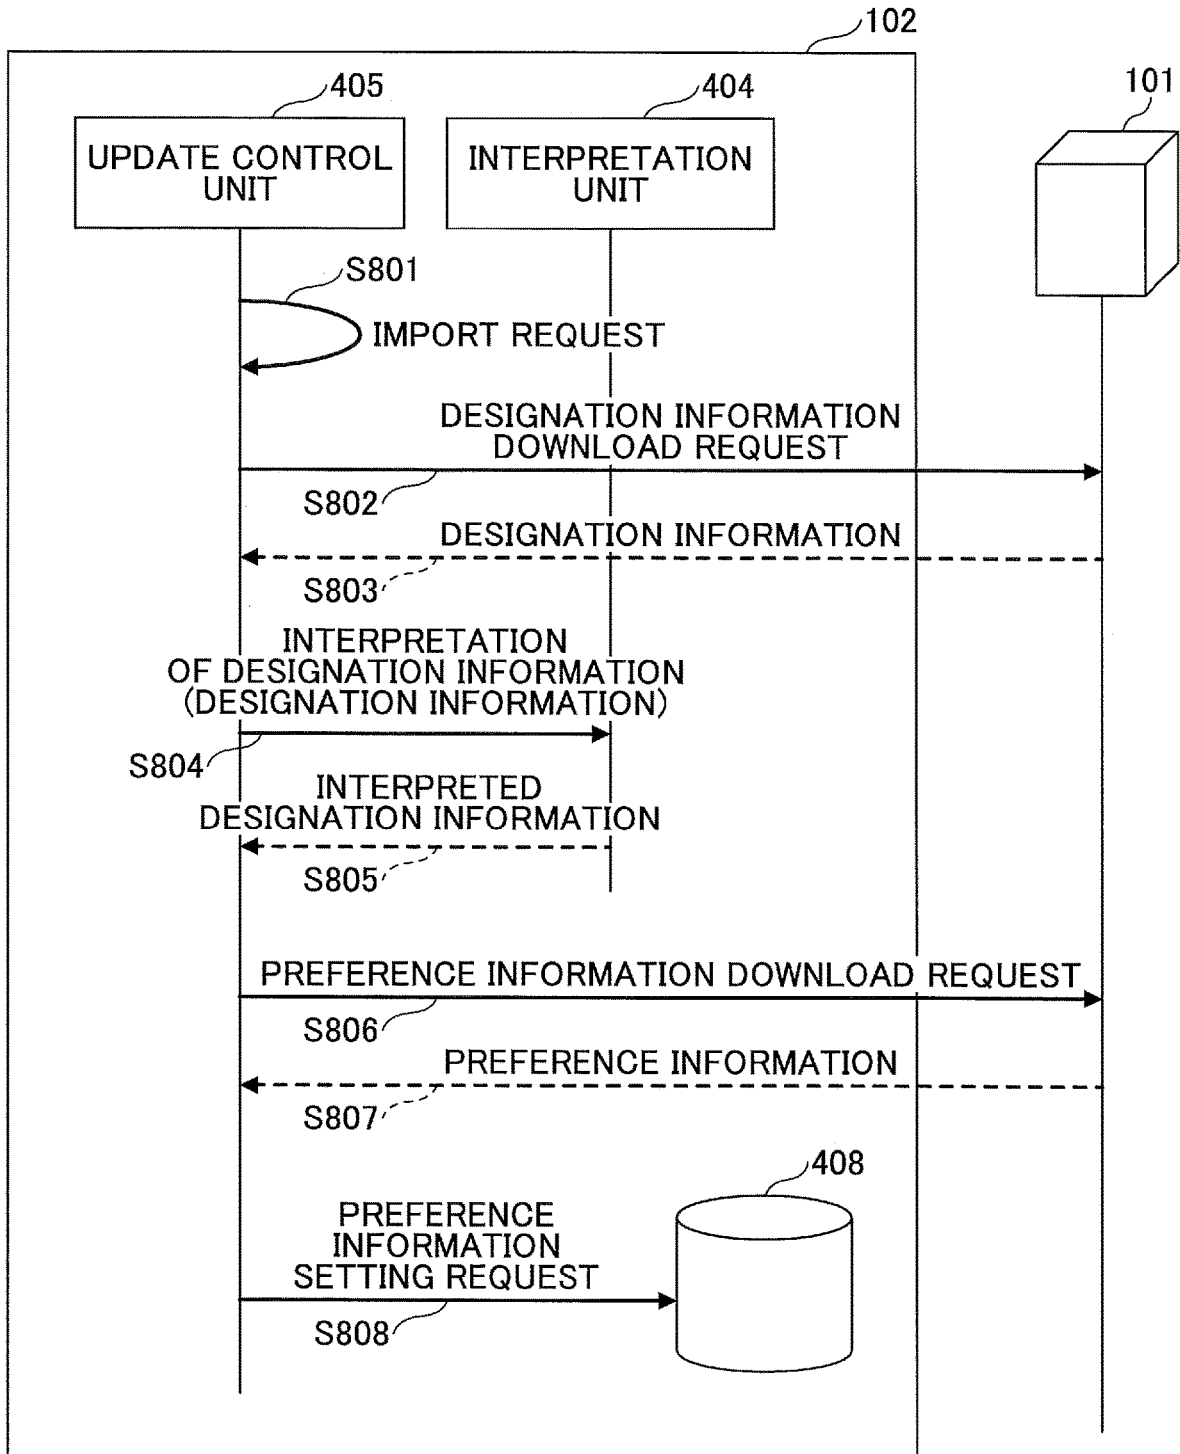 102
405
404
101
UPDATE CONTROL
UNIT
INTERPRETATION
UNIT
S801
IMPORT REQUEST
DESIGNATION INFORMATION
DOWNLOAD REQUEST
S802
DESIGNATION INFORMATION
S803
INTERPRETATION
OF DESIGNATION INFORMATION
(DESIGNATION INFORMATION)
S804
INTERPRETED
DESIGNATION INFORMATION
S805
PREFERENCE INFORMATION DOWNLOAD REQUEST
S806
PREFERENCE INFORMATION
S807
408
PREFERENCE
INFORMATION
SETTING REQUEST
S808